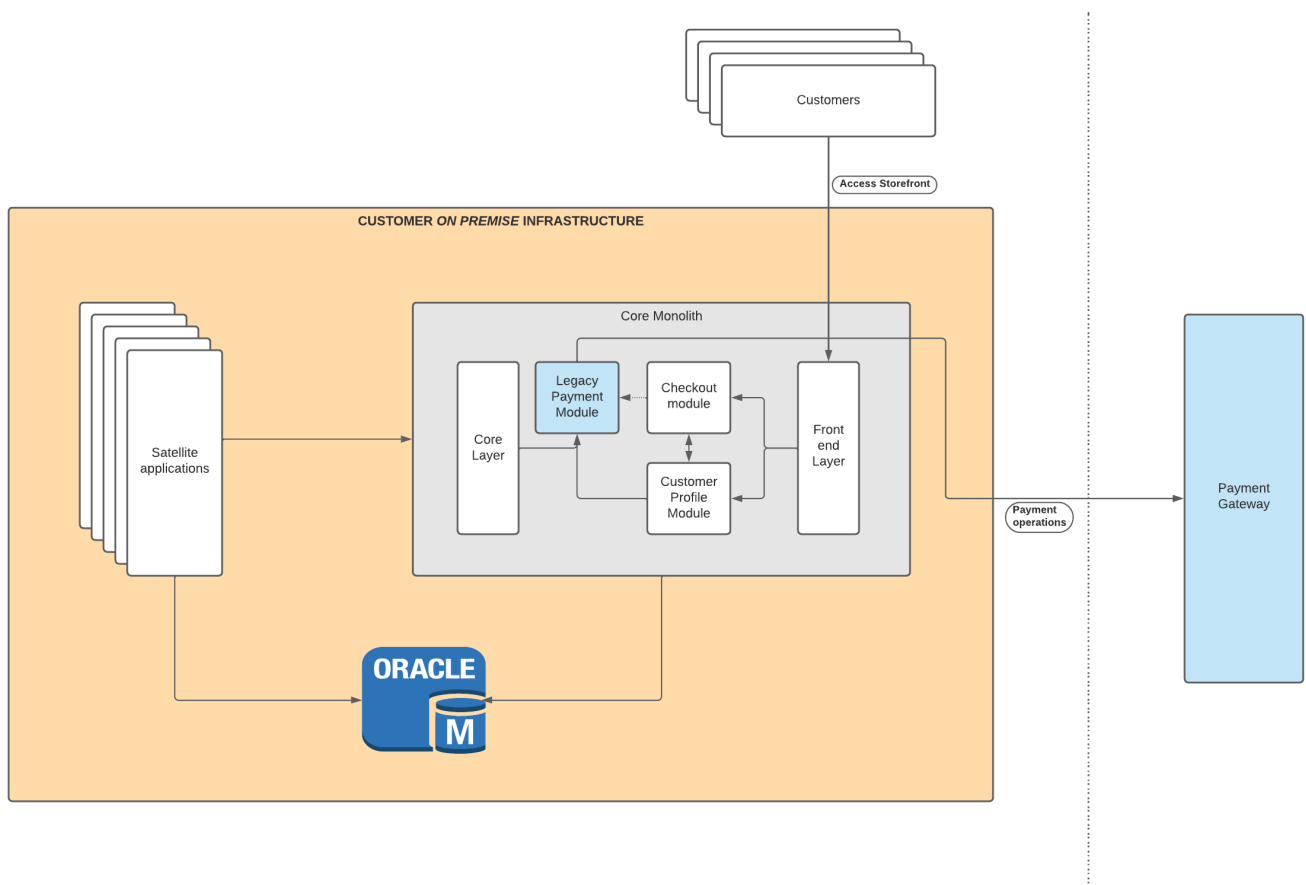 Customers
Access Storefront
CUSTOMER ON PREMISE INFRASTRUCTURE
Core Monolith
Legacy
Payment
Module
Checkout
module
Core
Layer
Front
end
Layer
Customer
Profile
Module
Satellite
applications
Payment
Gateway
Payment
operations
ORACLE
M